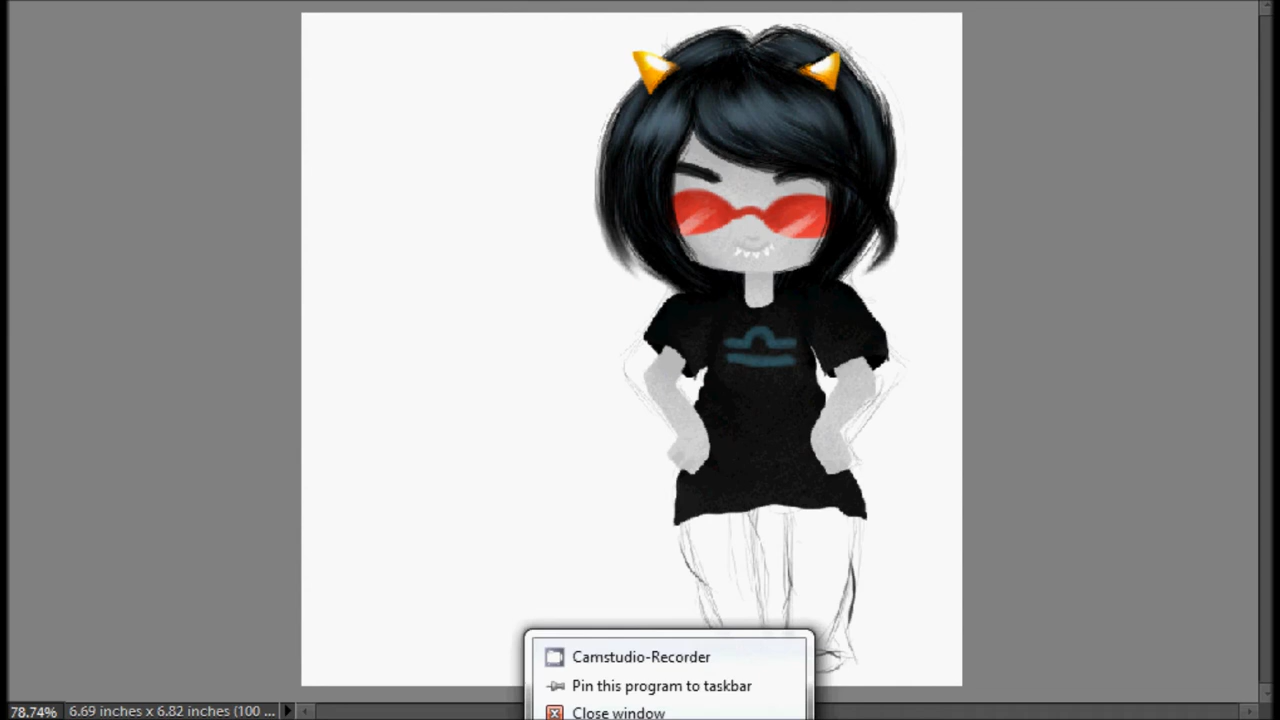 Camstudio-Recorder
Pin this program to taskbar
Close window
78.74%
6.69 inches x 6.82 inches (100 ...